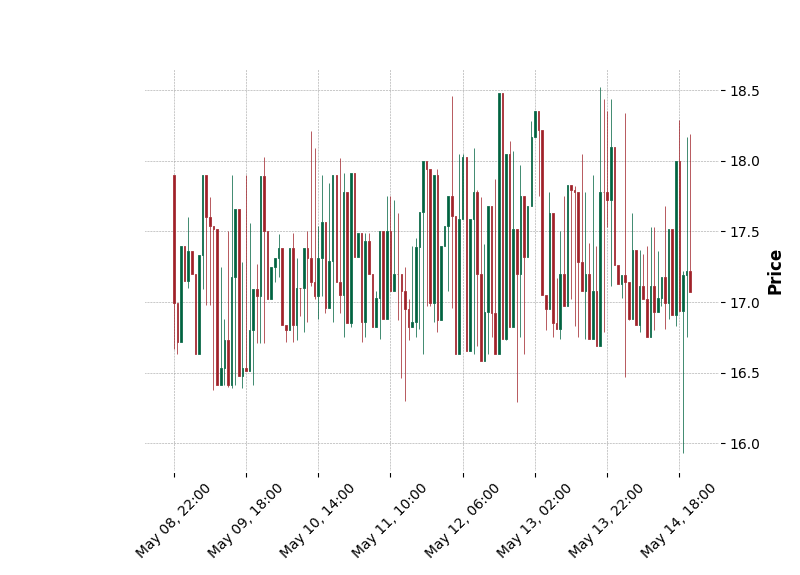 18.5
18.0
17.5
17.0
16.5
16.0
Price
May 08, 22:00
May 09, 18:00
May 10, 14:00
May 11, 10:00
May 12, 06:00
May 13, 02:00
May 13, 22:00
May 14, 18:00